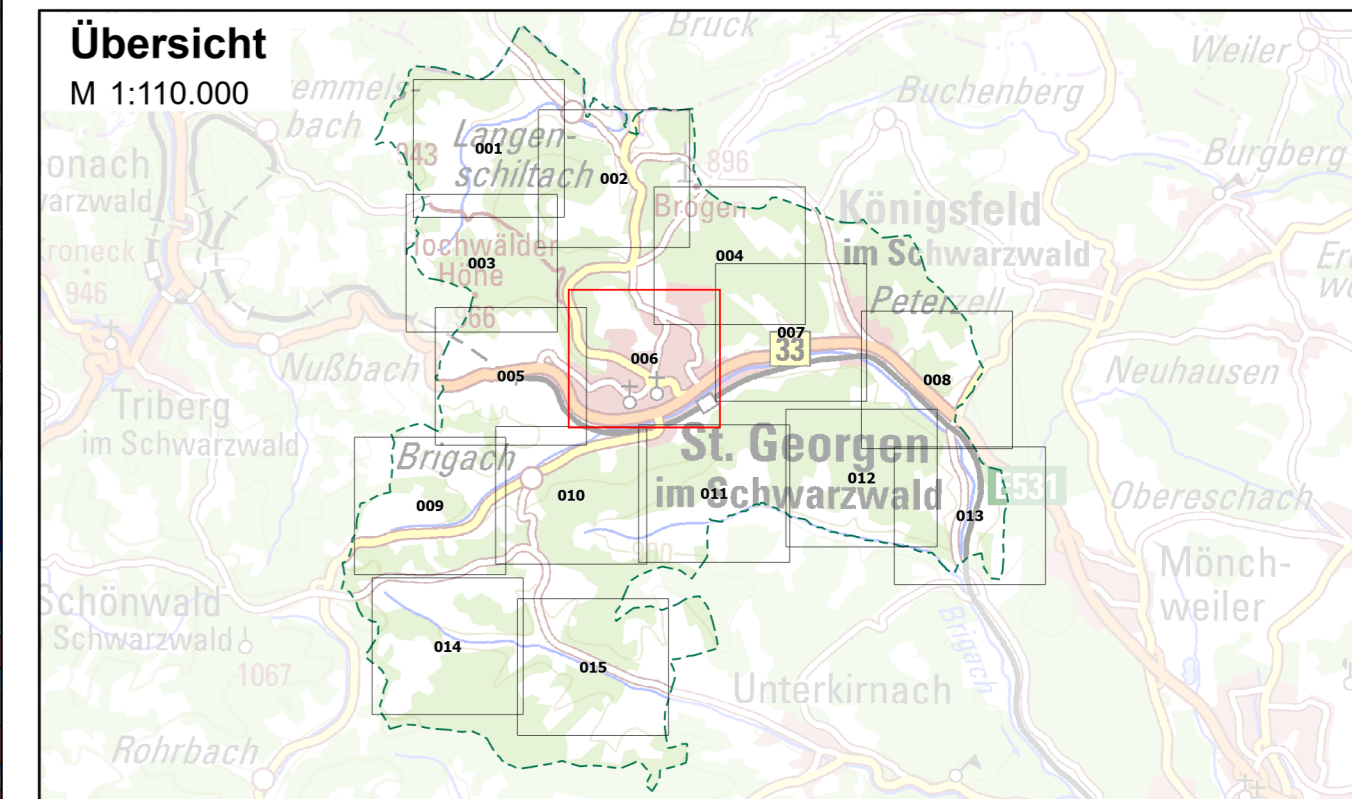 Übersicht
M 1:110.000
Bruck
Weiler
emmels-
bach
Buchenberg
Langen-
schiltach
001
943
002
896
Burgberg
onach
warzwald
Brogen
Königsfeld
im Schwarzwald
kroneck
946
Hochwälder
Höhe
966
003
004
Peterzell
007
33
006
005
008
Nußbach
Neuhausen
Triberg
im Schwarzwald
Brigach
St. Georgen
im Schwarzwald
009
010
011
012
013
E531
Obereschach
900
Mönch-
weiler
Schönwald
Schwarzwald
1067
014
015
Brigach
Unterkirnach
Rohrbach